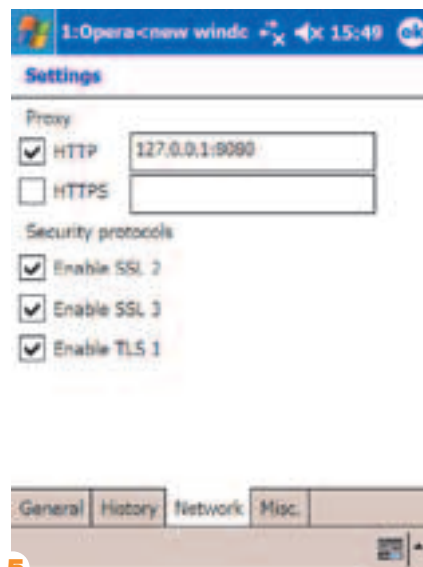 1:Opera<new windc 15:49 ok
Settings
Proxy
HTTP 127.0.0.1:8080
HTTPS
Security protocols
Enable SSL 2
Enable SSL 3
Enable TLS 1
General History Network Misc.
5